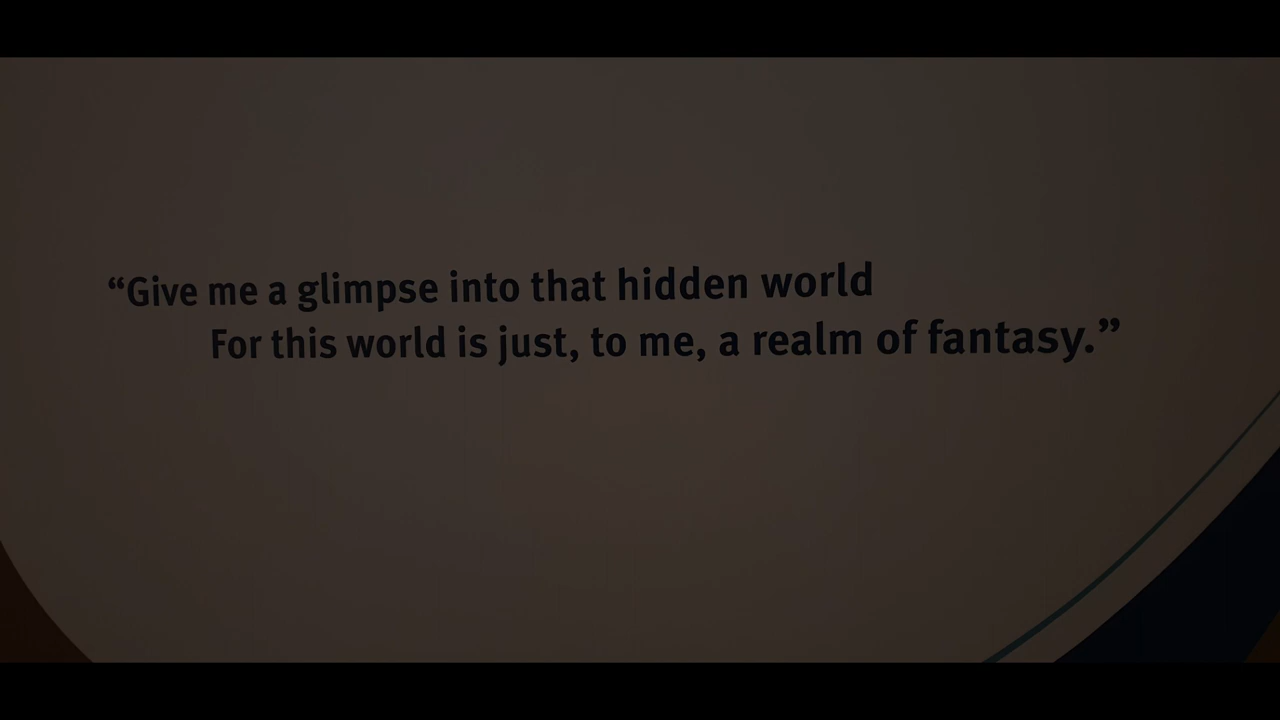 “Give me a glimpse into that hidden world
For this world is just, to me, a realm of fantasy.”